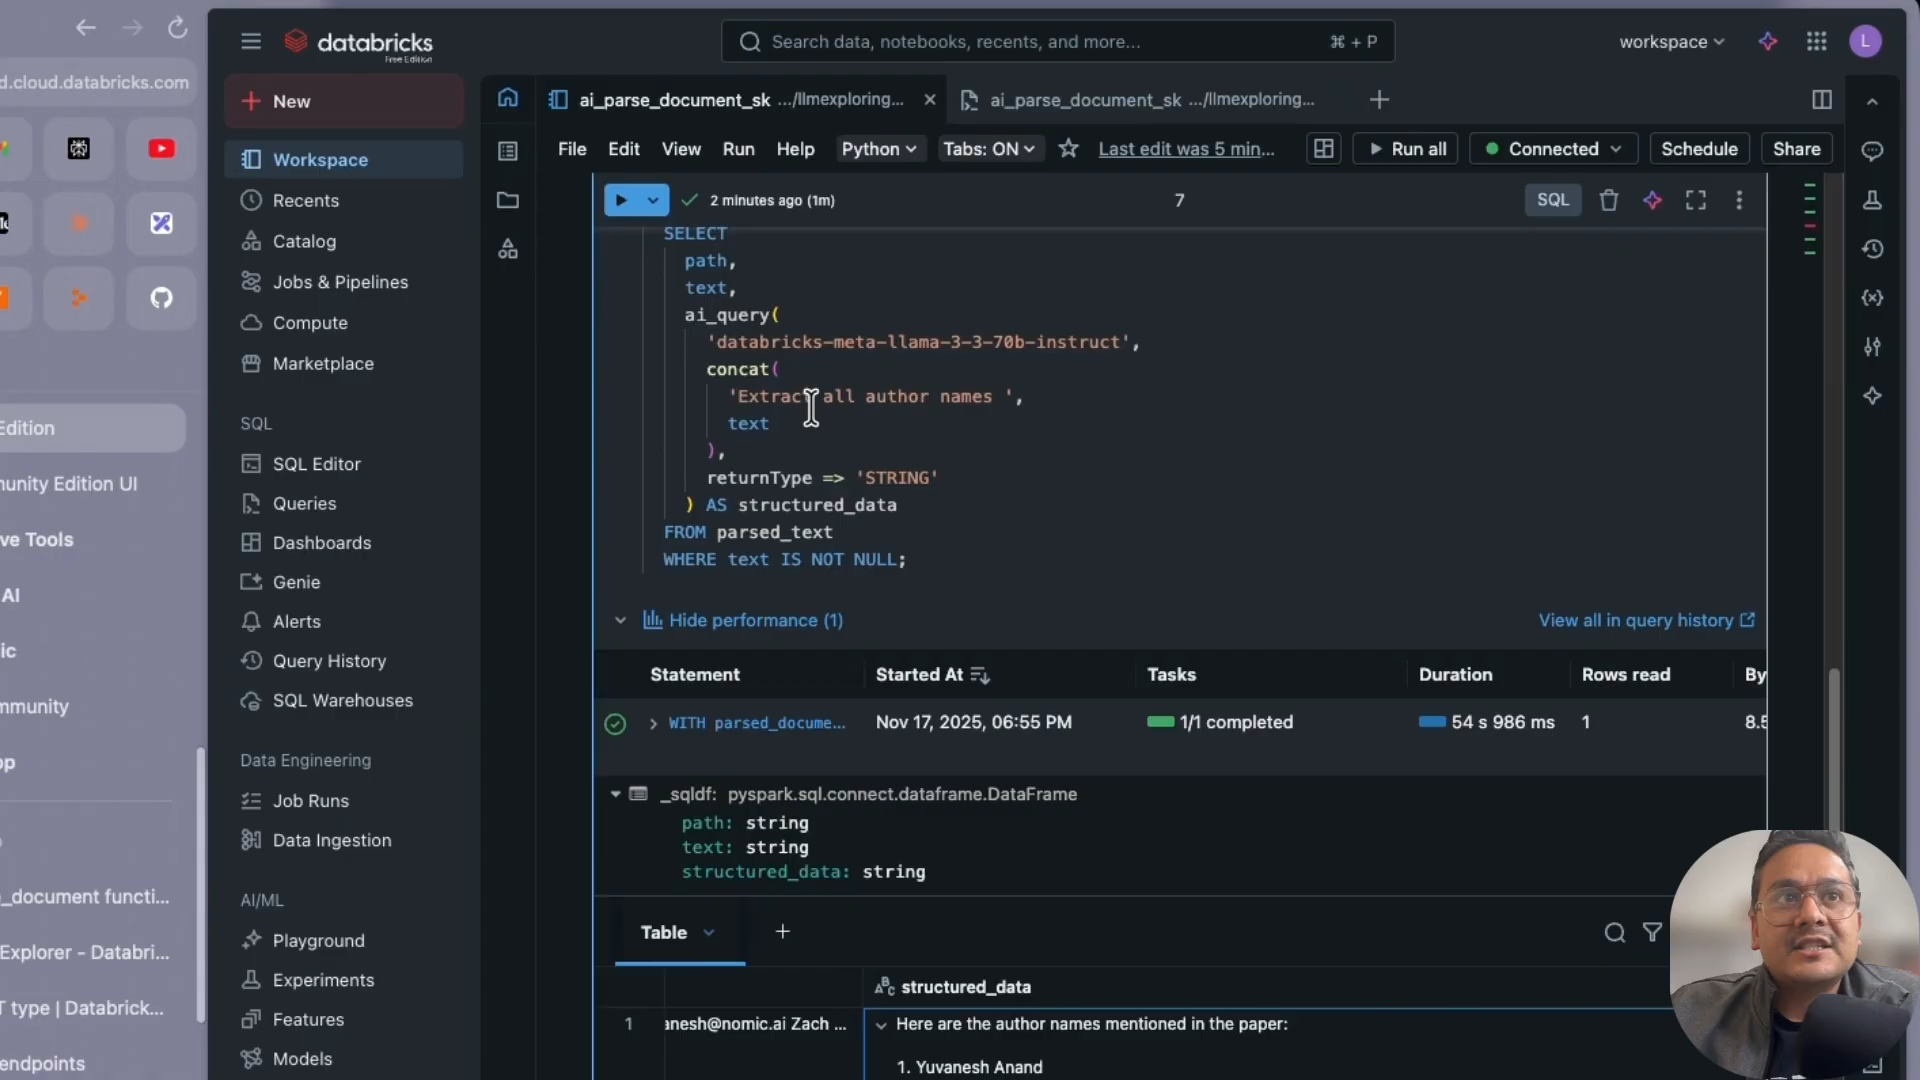 databricks
Free Edition
Search data, notebooks, recents, and more...
⌘ + P
workspace
L
d.cloud.databricks.com
New
ai_parse_document_sk .../llmexploring...
ai_parse_document_sk .../llmexploring...
Workspace
File Edit View Run Help Python Tabs: ON Last edit was 5 min... Run all Connected Schedule Share
Recents
2 minutes ago (1m)
7
SQL
Catalog
Jobs & Pipelines
Compute
Marketplace
SELECT
path,
text,
ai_query(
'databricks-meta-llama-3-3-70b-instruct',
concat(
'Extract all author names ',
text
),
returnType => 'STRING'
) AS structured_data
FROM parsed_text
WHERE text IS NOT NULL;
SQL
SQL Editor
Queries
Dashboards
Genie
Alerts
Query History
SQL Warehouses
Data Engineering
Job Runs
Data Ingestion
AI/ML
Playground
Experiments
Features
Models
Hide performance (1)
View all in query history
Statement Started At Tasks Duration Rows read By
WITH parsed_docume... Nov 17, 2025, 06:55 PM 1/1 completed 54 s 986 ms 1 8.5
_sqldf: pyspark.sql.connect.dataframe.DataFrame
path: string
text: string
structured_data: string
Table
structured_data
1 anesh@nomic.ai Zach ... Here are the author names mentioned in the paper:
1. Yuvanesh Anand
Edition
unity Edition UI
ve Tools
AI
ic
mmunity
op
_document functi...
Explorer - Databri...
T type | Databrick...
endpoints